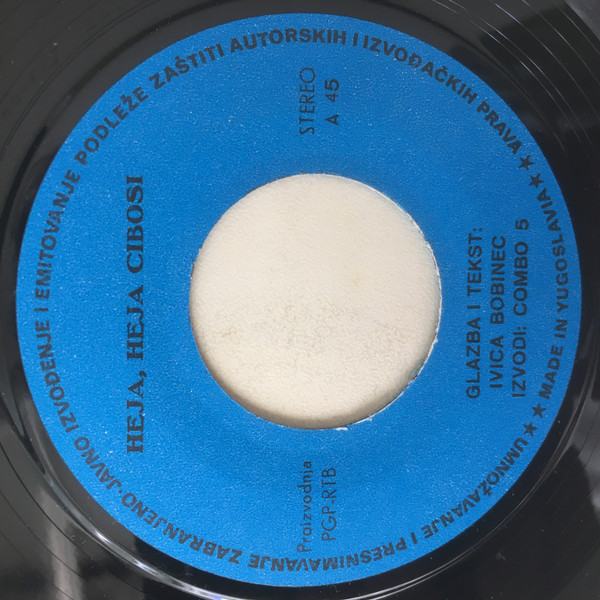 UMNOŽAVANJE I PRESNIMAVANJE ZABRANJENO·JAVNO IZVOĐENJE I EMITOVANJE PODLEŽE ZAŠTITI AUTORSKIH I IZVOĐAČKIH PRAVA ★★ MADE IN YUGOSLAVIA ★★
HEJA, HEJA CIBOSI
Proizvodnja
PGP-RTB
STEREO
A 45
GLAZBA I TEKST:
IVICA BOBINEC
IZVODI: COMBO 5